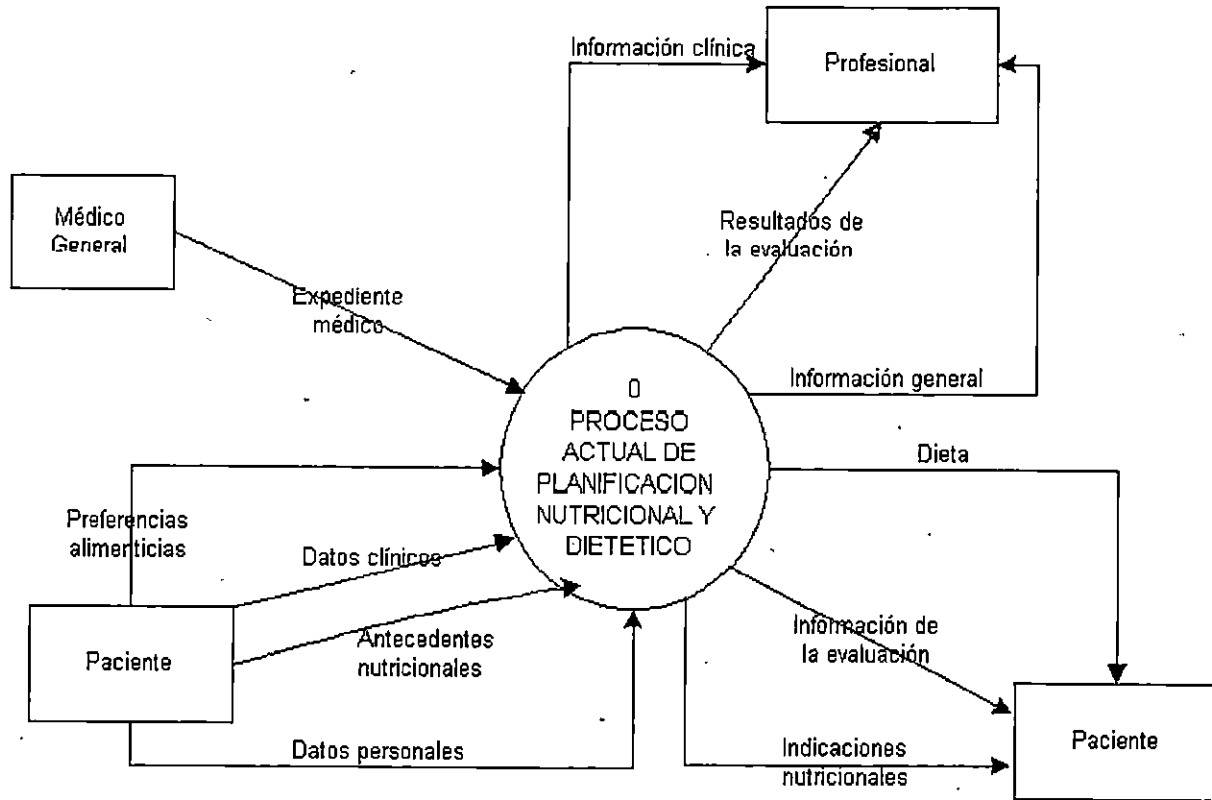 Información clínica
Profesional
Médico
General
Resultados de
la evaluación
Expediente
médico
Información general
0
PROCESO
ACTUAL DE
PLANIFICACION
NUTRICIONAL Y
DIETETICO
Dieta
Preferencias
alimenticias
Datos clínicos
Antecedentes
nutricionales
Paciente
Información de
la evaluación
Datos personales
Indicaciones
nutricionales
Paciente